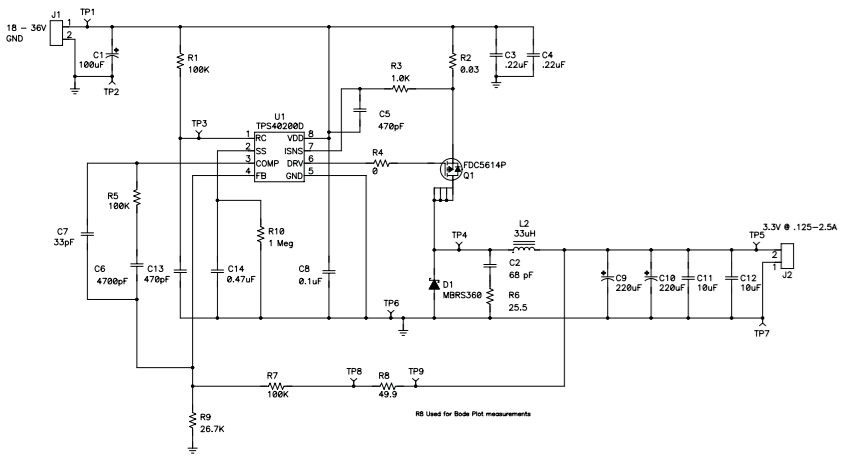 J1
TP1
18 – 36V
GND
1
2
C1
100uF
TP2
R1
100K
R2
0.03
C3
.22uF
C4
.22uF
R3
1.0K
C5
470pF
TP3
U1
TPS40200D
1 RC VDD 8
2 SS ISNS 7
3 COMP DRV 6
4 FB GND 5
R4
0
FDC5614P
Q1
R5
100K
C7
33pF
C6
4700pF
C13
470pF
C14
0.47uF
R10
1 Meg
C8
0.1uF
TP6
TP4
L2
33uH
C2
68 pF
R6
25.5
D1
MBRS360
3.3V @ .125–2.5A
TP5
2
1
J2
C9
220uF
C10
220uF
C11
10uF
C12
10uF
TP7
R7
100K
TP8
R8
49.9
TP9
R8 Used for Bode Plot measurements
R9
26.7K